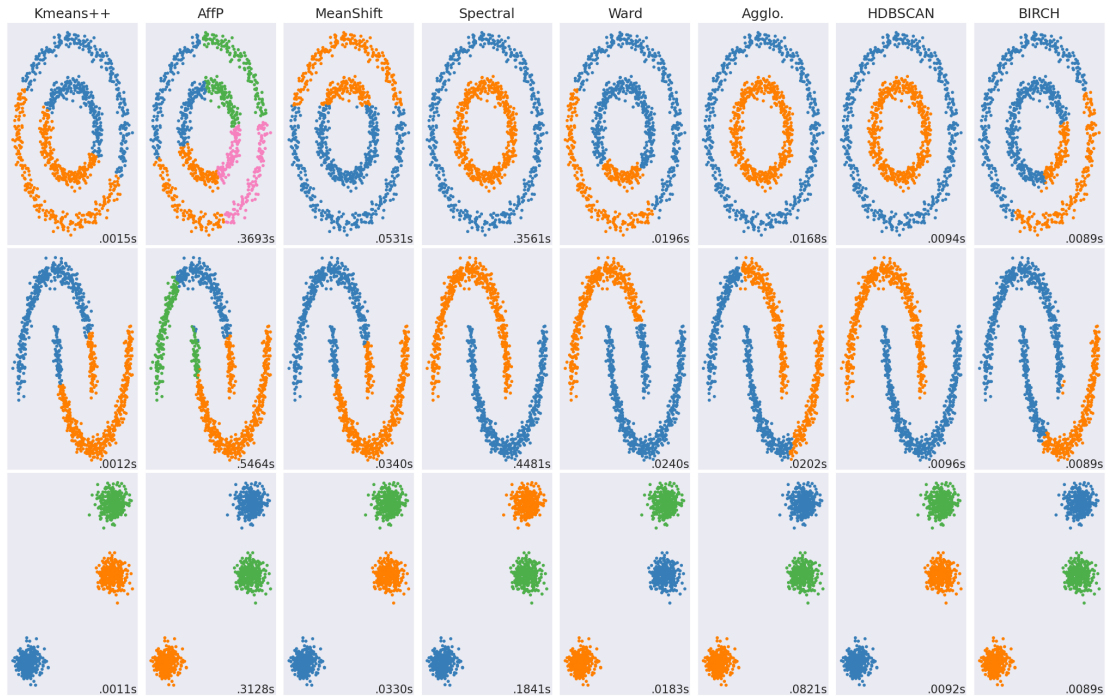 Kmeans++ AffP MeanShift Spectral Ward Agglo. HDBSCAN BIRCH
.0015s .3693s .0531s .3561s .0196s .0168s .0094s .0089s
.0012s .5464s .0340s .4481s .0240s .0202s .0096s .0089s
.0011s .3128s .0330s .1841s .0183s .0821s .0092s .0089s